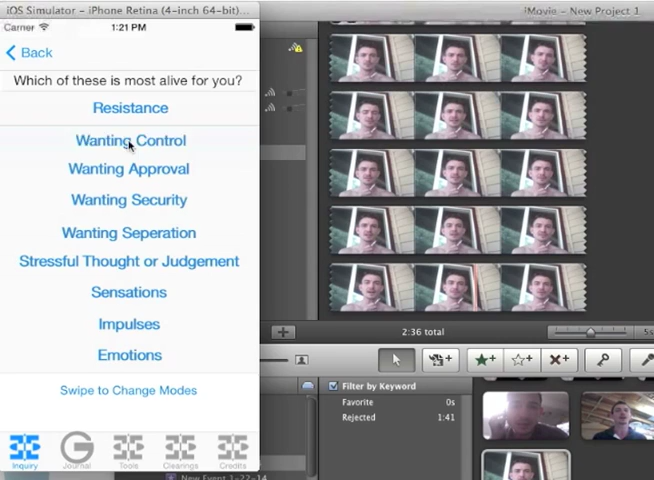 iOS Simulator – iPhone Retina (4-inch 64-bit)...
iMovie – New Project 1
Carrier
1:21 PM
Back
Which of these is most alive for you?
Resistance
Wanting Control
Wanting Approval
Wanting Security
Wanting Seperation
Stressful Thought or Judgement
Sensations
Impulses
Emotions
Swipe to Change Modes
Inquiry
Journal
Tools
Clearings
Credits
2:36 total
5s
Filter by Keyword
Favorite 0s
Rejected 1:41
New Event 1-22-14